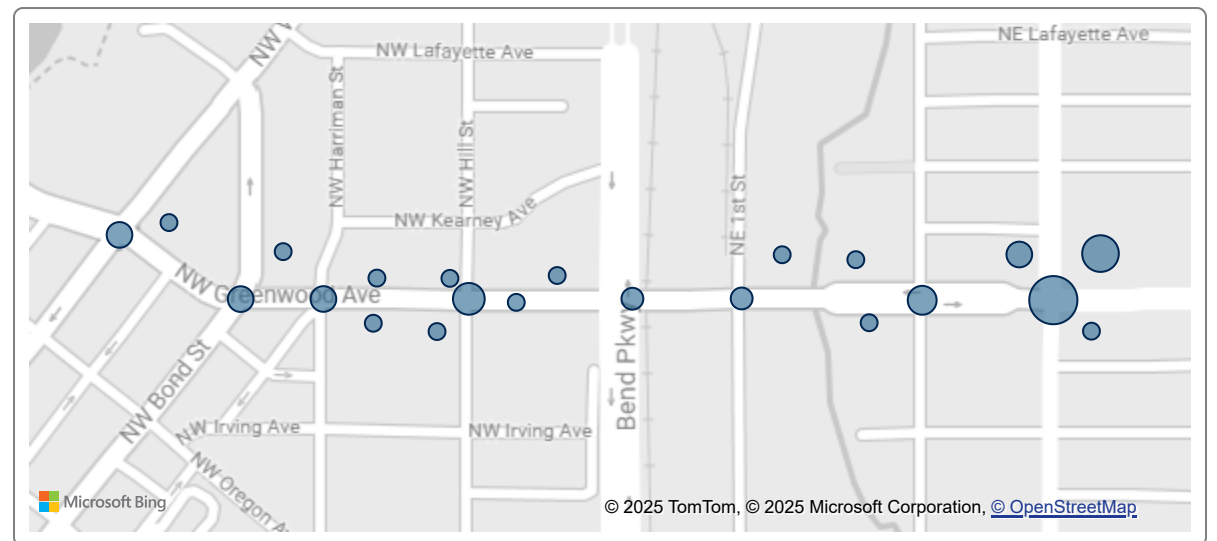 NW Lafayette Ave
NE Lafayette Ave
NW Harriman St
NW Hill St
NE 1st St
NW Kearney Ave
NW Greenwood Ave
Bend Pkwy
NW Bond St
NW Irving Ave
NW Irving Ave
NW Oregon A
Microsoft Bing
© 2025 TomTom, © 2025 Microsoft Corporation, © OpenStreetMap